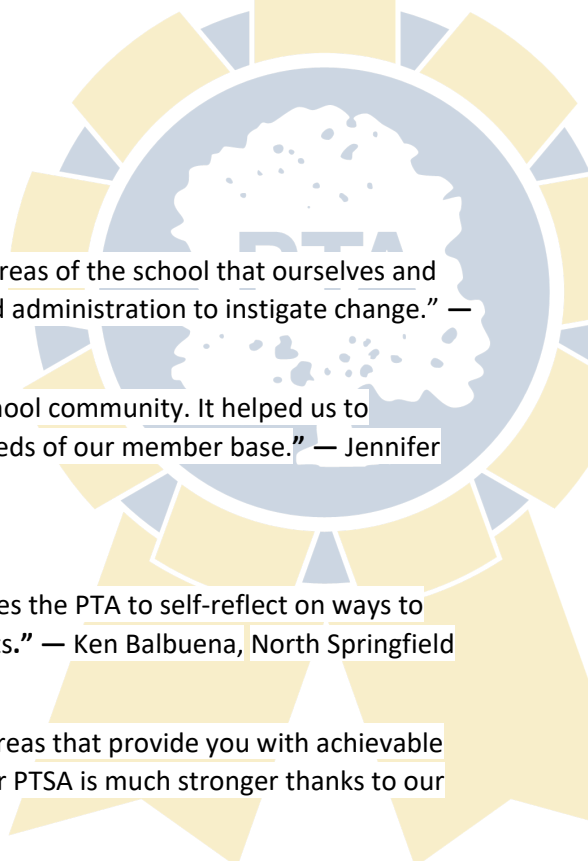 PTA
reas of the school that ourselves and
d administration to instigate change.” —
hool community. It helped us to
eds of our member base.” — Jennifer
es the PTA to self-reflect on ways to
ts.” — Ken Balbuena, North Springfield
reas that provide you with achievable
r PTSA is much stronger thanks to our